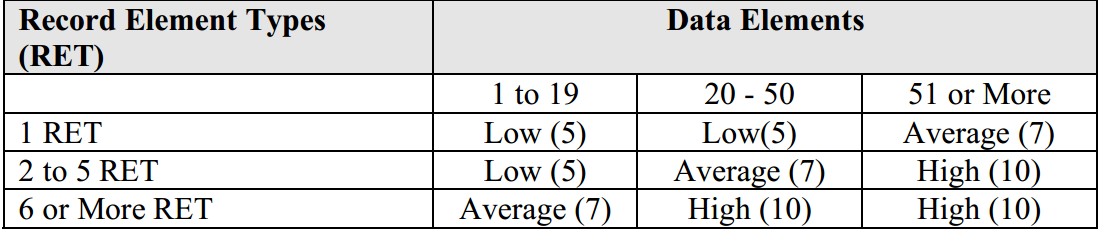 Record Element Types (RET) Data Elements
1 to 19 20 - 50 51 or More
1 RET Low (5) Low(5) Average (7)
2 to 5 RET Low (5) Average (7) High (10)
6 or More RET Average (7) High (10) High (10)